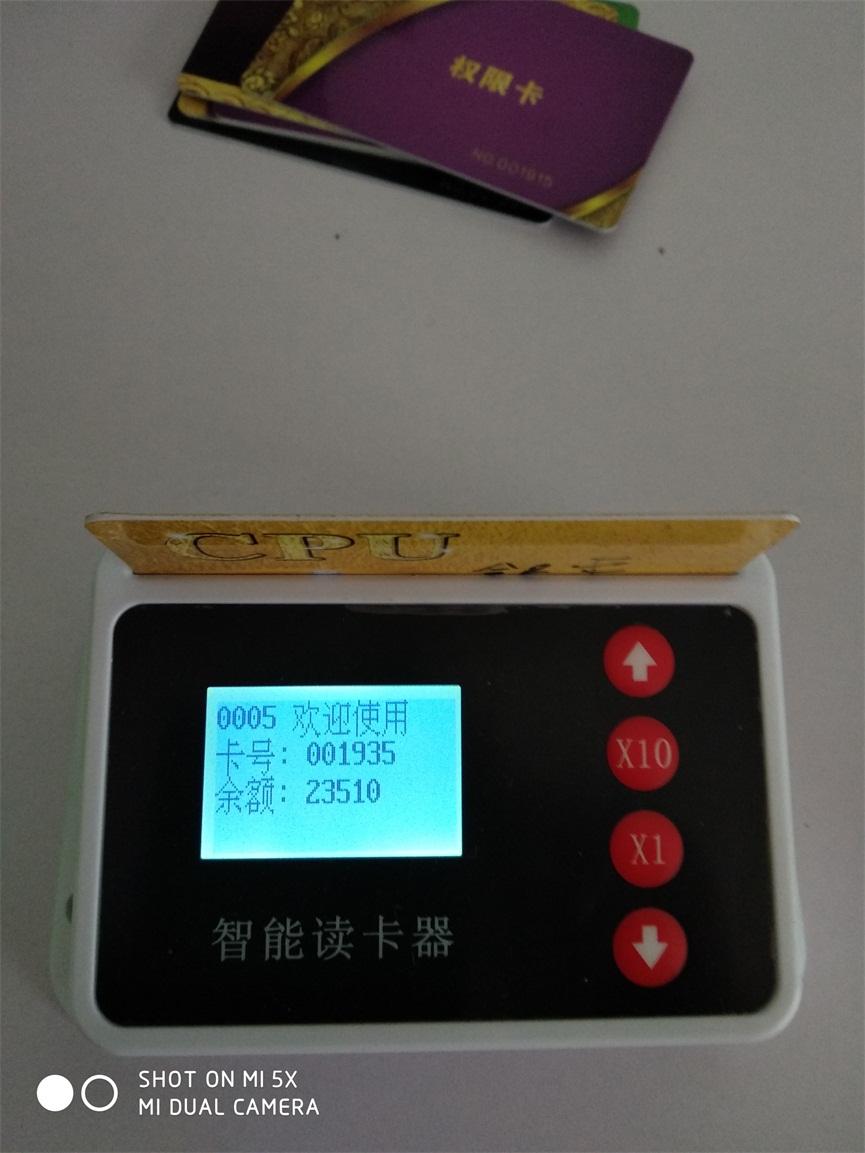 权限卡
NO.001915
CPU
0005 欢迎使用
卡号: 001935
余额: 23510
X10
X1
智能读卡器
SHOT ON MI 5X
MI DUAL CAMERA